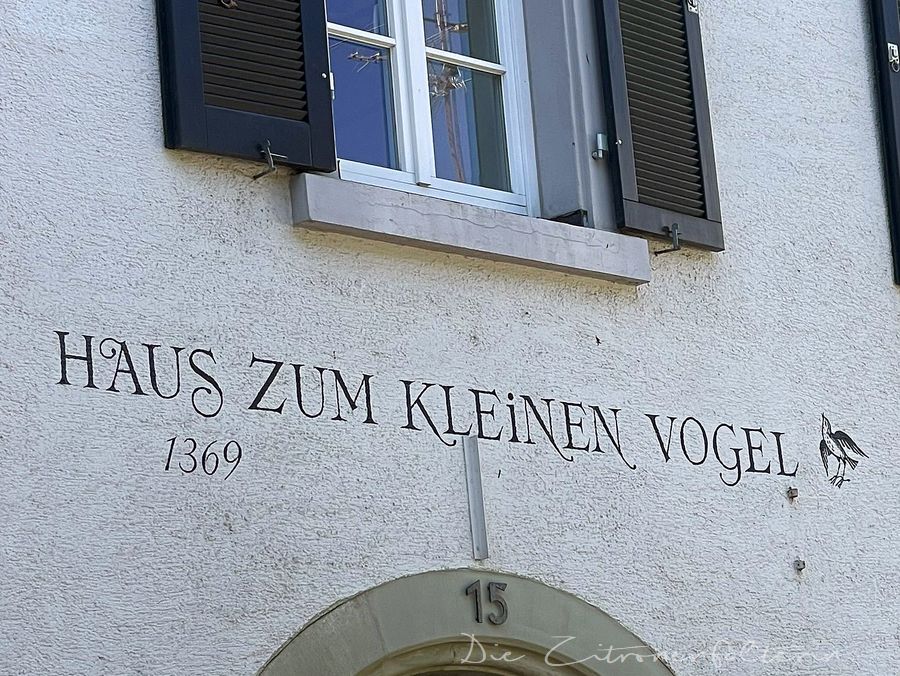 HAUS ZUM KLEiNEN VOGEL
1369
15
Die Zitronenfalterin